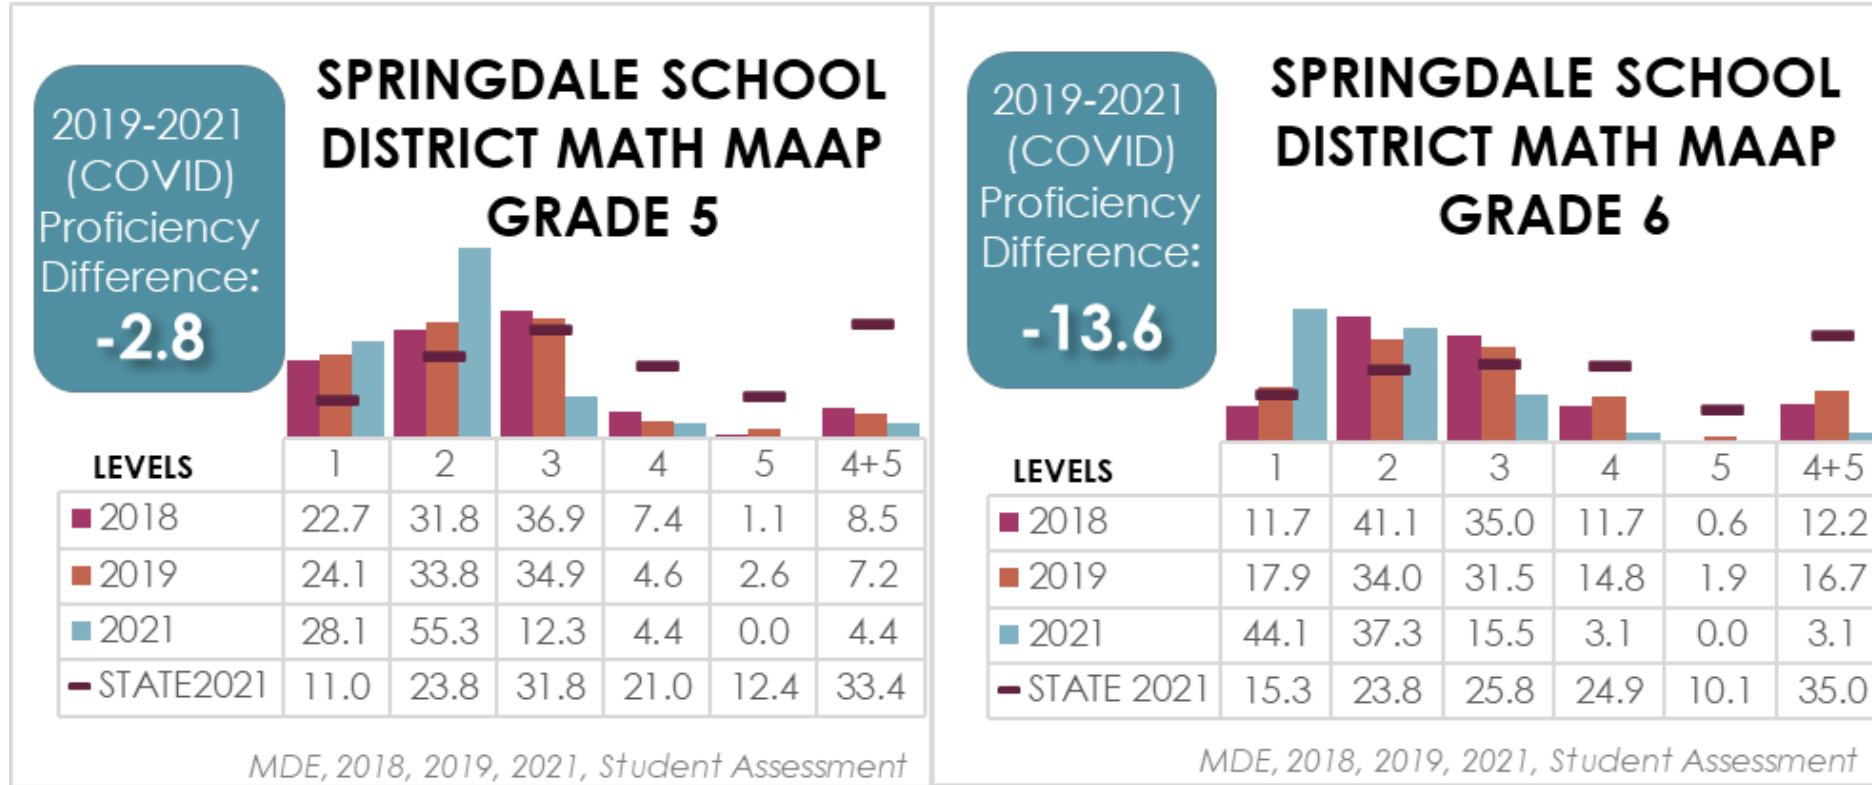 2019-2021
(COVID)
Proficiency
Difference:
-2.8
SPRINGDALE SCHOOL
DISTRICT MATH MAAP
GRADE 5
LEVELS 1 2 3 4 5 4+5
2018 22.7 31.8 36.9 7.4 1.1 8.5
2019 24.1 33.8 34.9 4.6 2.6 7.2
2021 28.1 55.3 12.3 4.4 0.0 4.4
STATE2021 11.0 23.8 31.8 21.0 12.4 33.4
MDE, 2018, 2019, 2021, Student Assessment
2019-2021
(COVID)
Proficiency
Difference:
-13.6
SPRINGDALE SCHOOL
DISTRICT MATH MAAP
GRADE 6
LEVELS 1 2 3 4 5 4+5
2018 11.7 41.1 35.0 11.7 0.6 12.2
2019 17.9 34.0 31.5 14.8 1.9 16.7
2021 44.1 37.3 15.5 3.1 0.0 3.1
STATE 2021 15.3 23.8 25.8 24.9 10.1 35.0
MDE, 2018, 2019, 2021, Student Assessment